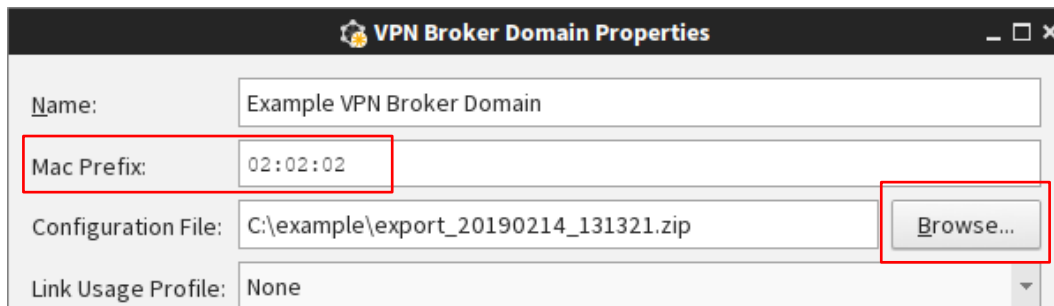 VPN Broker Domain Properties
Name: Example VPN Broker Domain
Mac Prefix: 02:02:02
Configuration File: C:\example\export_20190214_131321.zip Browse...
Link Usage Profile: None